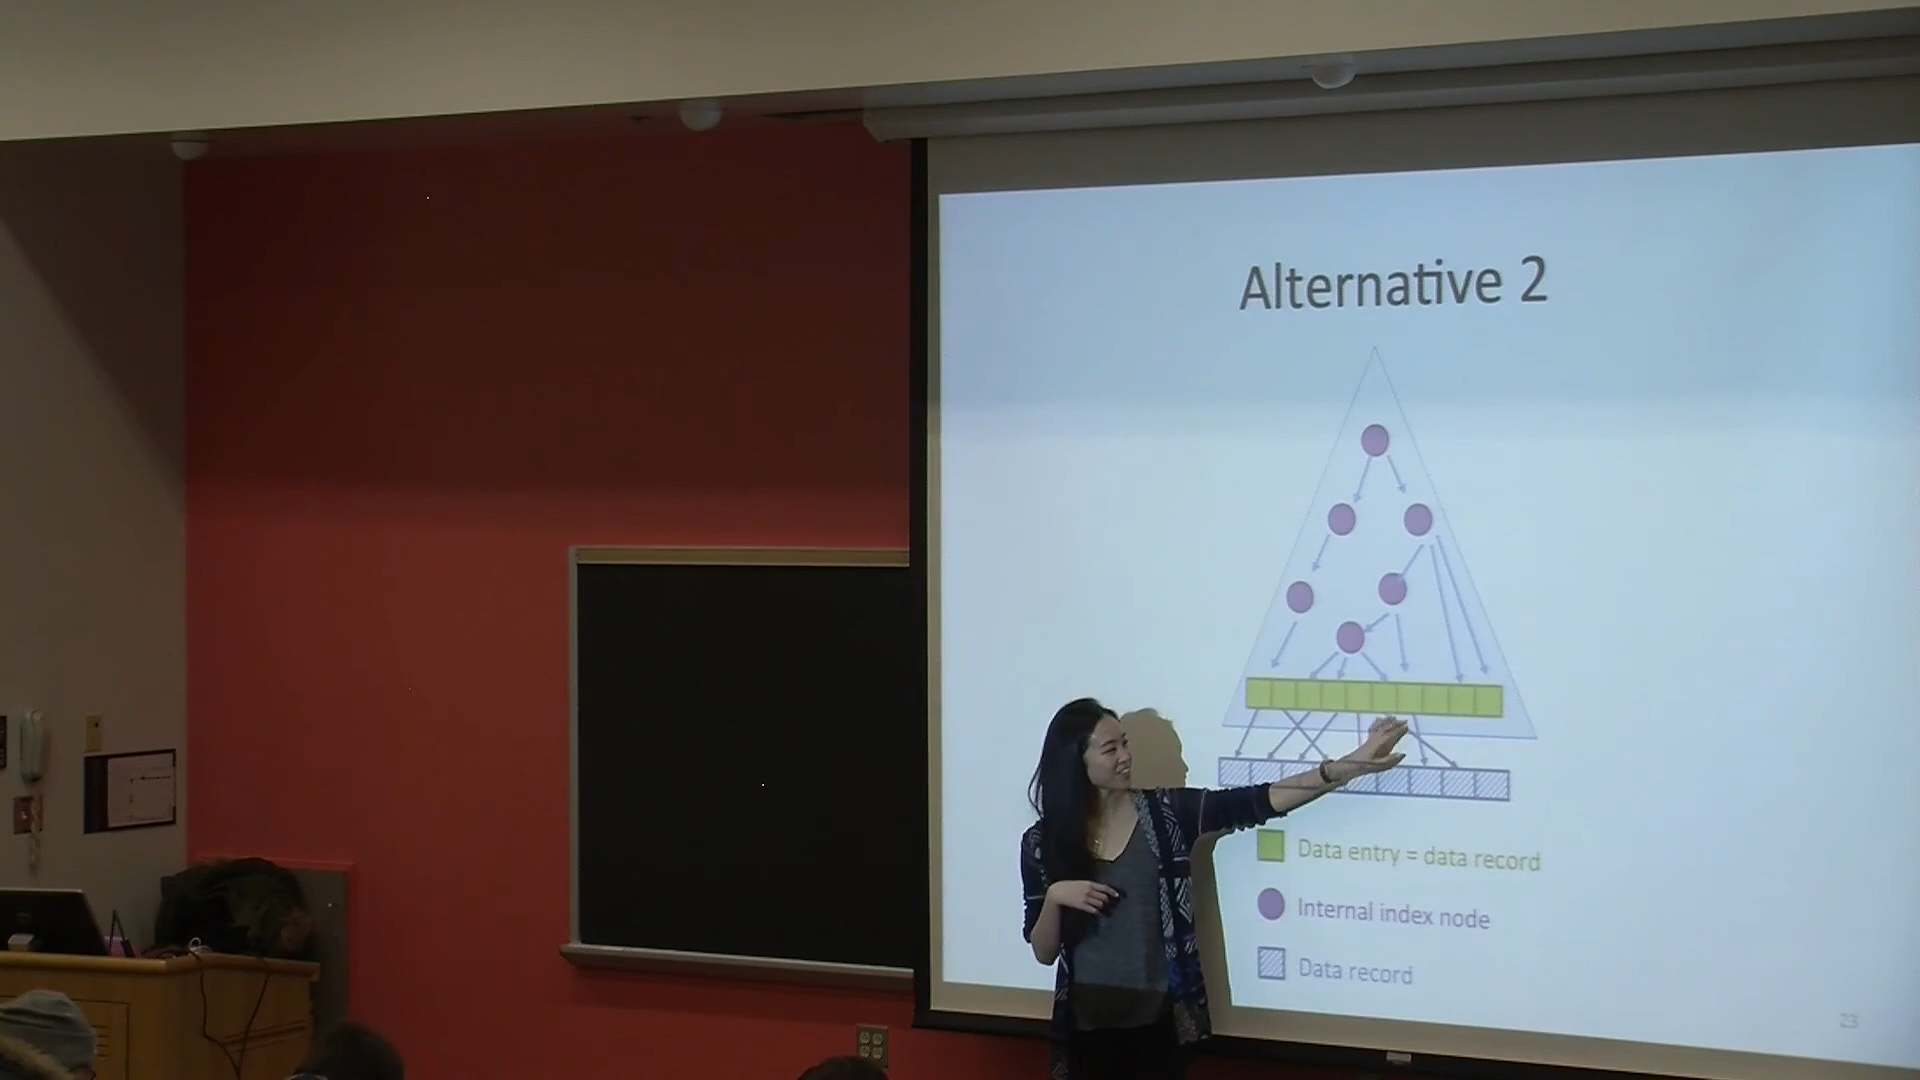 Alternative 2
Data entry = data record
Internal index node
Data record
23